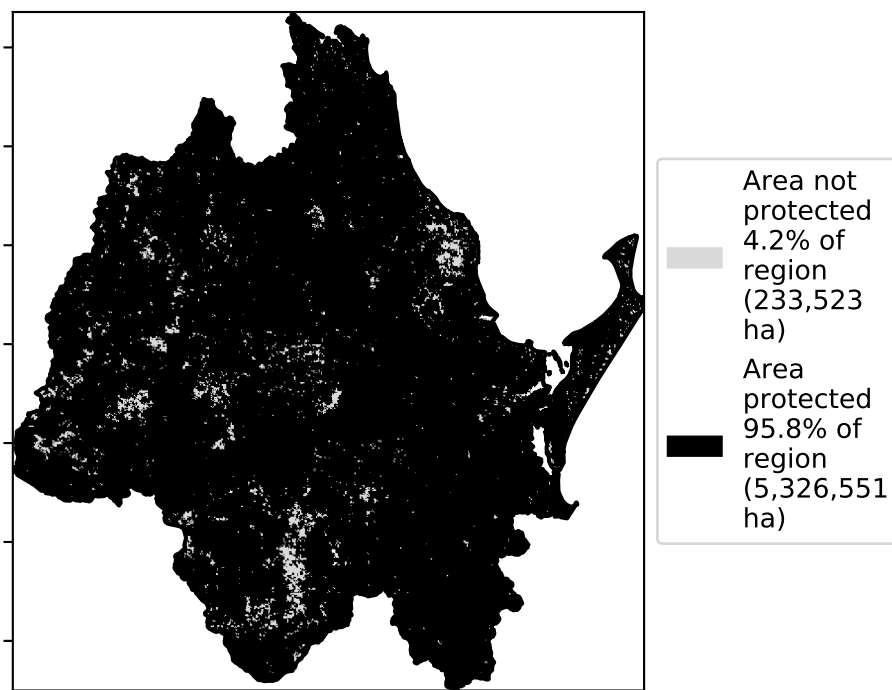 Area not
protected
4.2% of
region
(233,523
ha)
Area
protected
95.8% of
region
(5,326,551
ha)